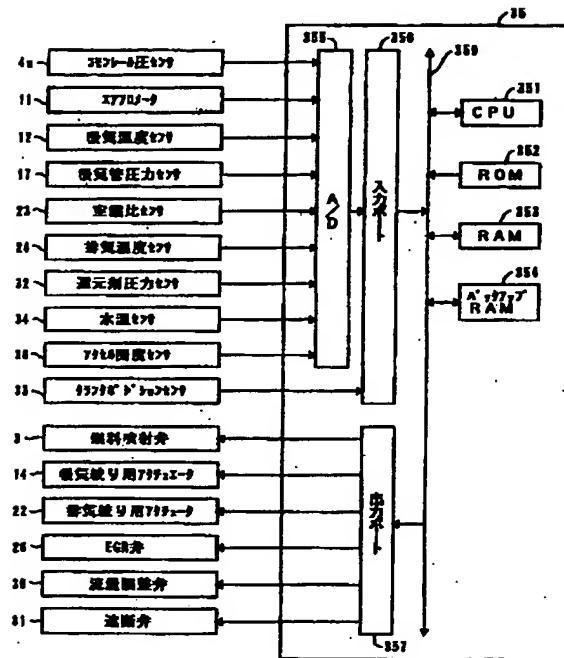 35
355
356
359
4a コモンレール圧センサ
11 エアフロメータ
12 吸気温度センサ
17 吸気管圧力センサ
23 空燃比センサ
24 排気温度センサ
32 還元剤圧力センサ
34 水温センサ
36 アクセル開度センサ
33 クランクポジションセンサ
A/D
入力ポート
351
CPU
352
ROM
353
RAM
354
バックアップ
RAM
3 燃料噴射弁
14 吸気絞り用アクチュエータ
22 排気絞り用アクチュータ
26 EGR弁
30 流量調整弁
31 遮断弁
出力ポート
357